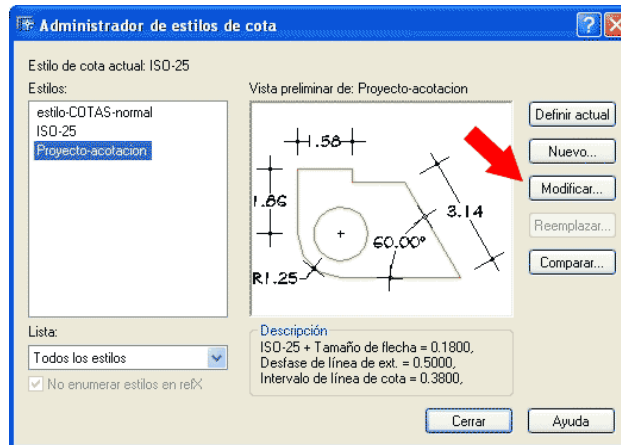 Administrador de estilos de cota
Estilo de cota actual: ISO-25
Estilos:
estilo-COTAS-normal
ISO-25
Proyecto-acotacion
Vista preliminar de: Proyecto-acotacion
1.58
1.86
3.14
60.00°
R1.25
Definir actual
Nuevo...
Modificar...
Reemplazar...
Comparar...
Lista:
Todos los estilos
No enumerar estilos en refX
Descripción
ISO-25 + Tamaño de flecha = 0.1800,
Desfase de línea de ext. = 0.5000,
Intervalo de línea de cota = 0.3800,
Cerrar
Ayuda